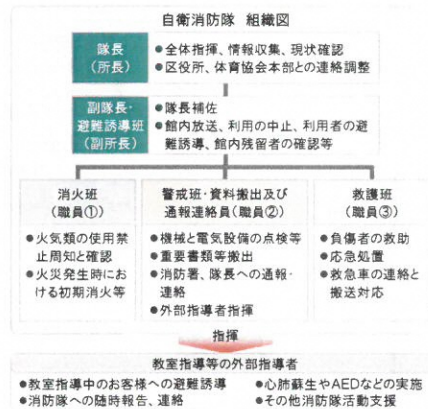 自衛消防隊 組織図
隊長
(所長)
●全体指揮、情報収集、現状確認
●区役所、体育協会本部との連絡調整
副隊長・
避難誘導班
(副所長)
●隊長補佐
●館内放送、利用の中止、利用者の避
難誘導、館内残留者の確認等
消火班
(職員①)
●火気類の使用禁
止周知と確認
●火災発生時にお
ける初期消火等
警戒班・資料搬出及び
通報連絡員(職員②)
●機械と電気設備の点検等
●重要書類等搬出
●消防署、隊長への通報・
連絡
●外部指導者指揮
救護班
(職員③)
●負傷者の救助
●応急処置
●救急車の連絡と
搬送対応
指揮
教室指導等の外部指導者
●教室指導中のお客様への避難誘導
●消防隊への随時報告、連絡
●心肺蘇生やAEDなどの実施
●その他消防隊活動支援